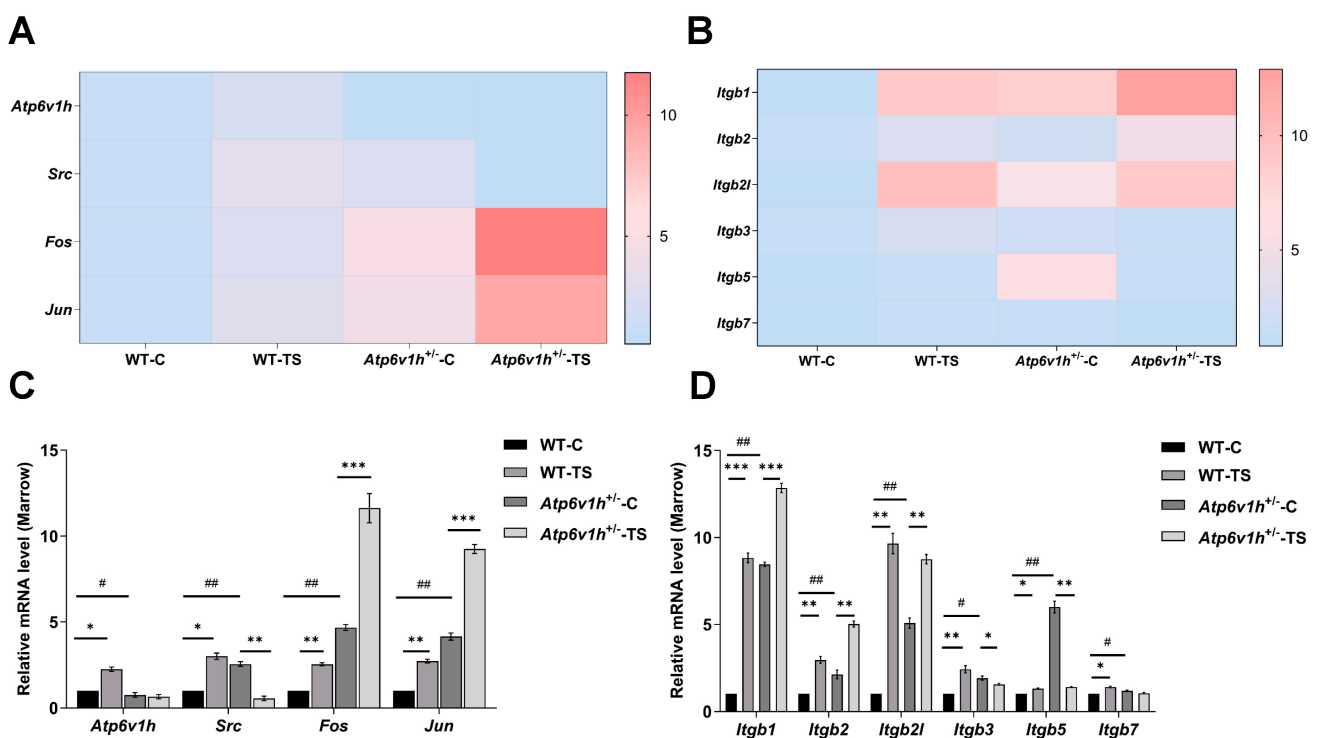 A
Atp6v1h
Src
Fos
Jun
10
5
WT-C
WT-TS
Atp6v1h+/--C
Atp6v1h+/--TS
B
Itgb1
Itgb2
Itgb2l
Itgb3
Itgb5
Itgb7
10
5
WT-C
WT-TS
Atp6v1h+/--C
Atp6v1h+/--TS
C
Relative mRNA level (Marrow)
15
10
5
0
#
*
##
*
**
##
**
***
##
**
***
Atp6v1h
Src
Fos
Jun
WT-C
WT-TS
Atp6v1h+/--C
Atp6v1h+/--TS
D
Relative mRNA level (Marrow)
15
10
5
0
##
*** ***
##
** **
##
** **
#
** *
##
* **
#
*
Itgb1
Itgb2
Itgb2l
Itgb3
Itgb5
Itgb7
WT-C
WT-TS
Atp6v1h+/--C
Atp6v1h+/--TS